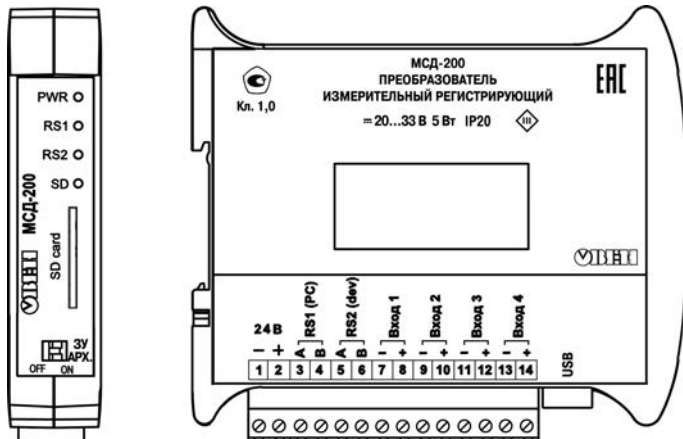 PWR
RS1
RS2
SD
МСД-200
SD card
ОВЕН
ЗУ
АРХ.
OFF ON
Кл. 1,0
МСД-200
ПРЕОБРАЗОВАТЕЛЬ
ИЗМЕРИТЕЛЬНЫЙ РЕГИСТРИРУЮЩИЙ
⎓ 20...33 В 5 Вт IP20 III
ЕАС
ОВЕН
24 В
RS1 (PC)
RS2 (dev)
Вход 1
Вход 2
Вход 3
Вход 4
− + A B A B − + − + − + − +
1 2 3 4 5 6 7 8 9 10 11 12 13 14
USB